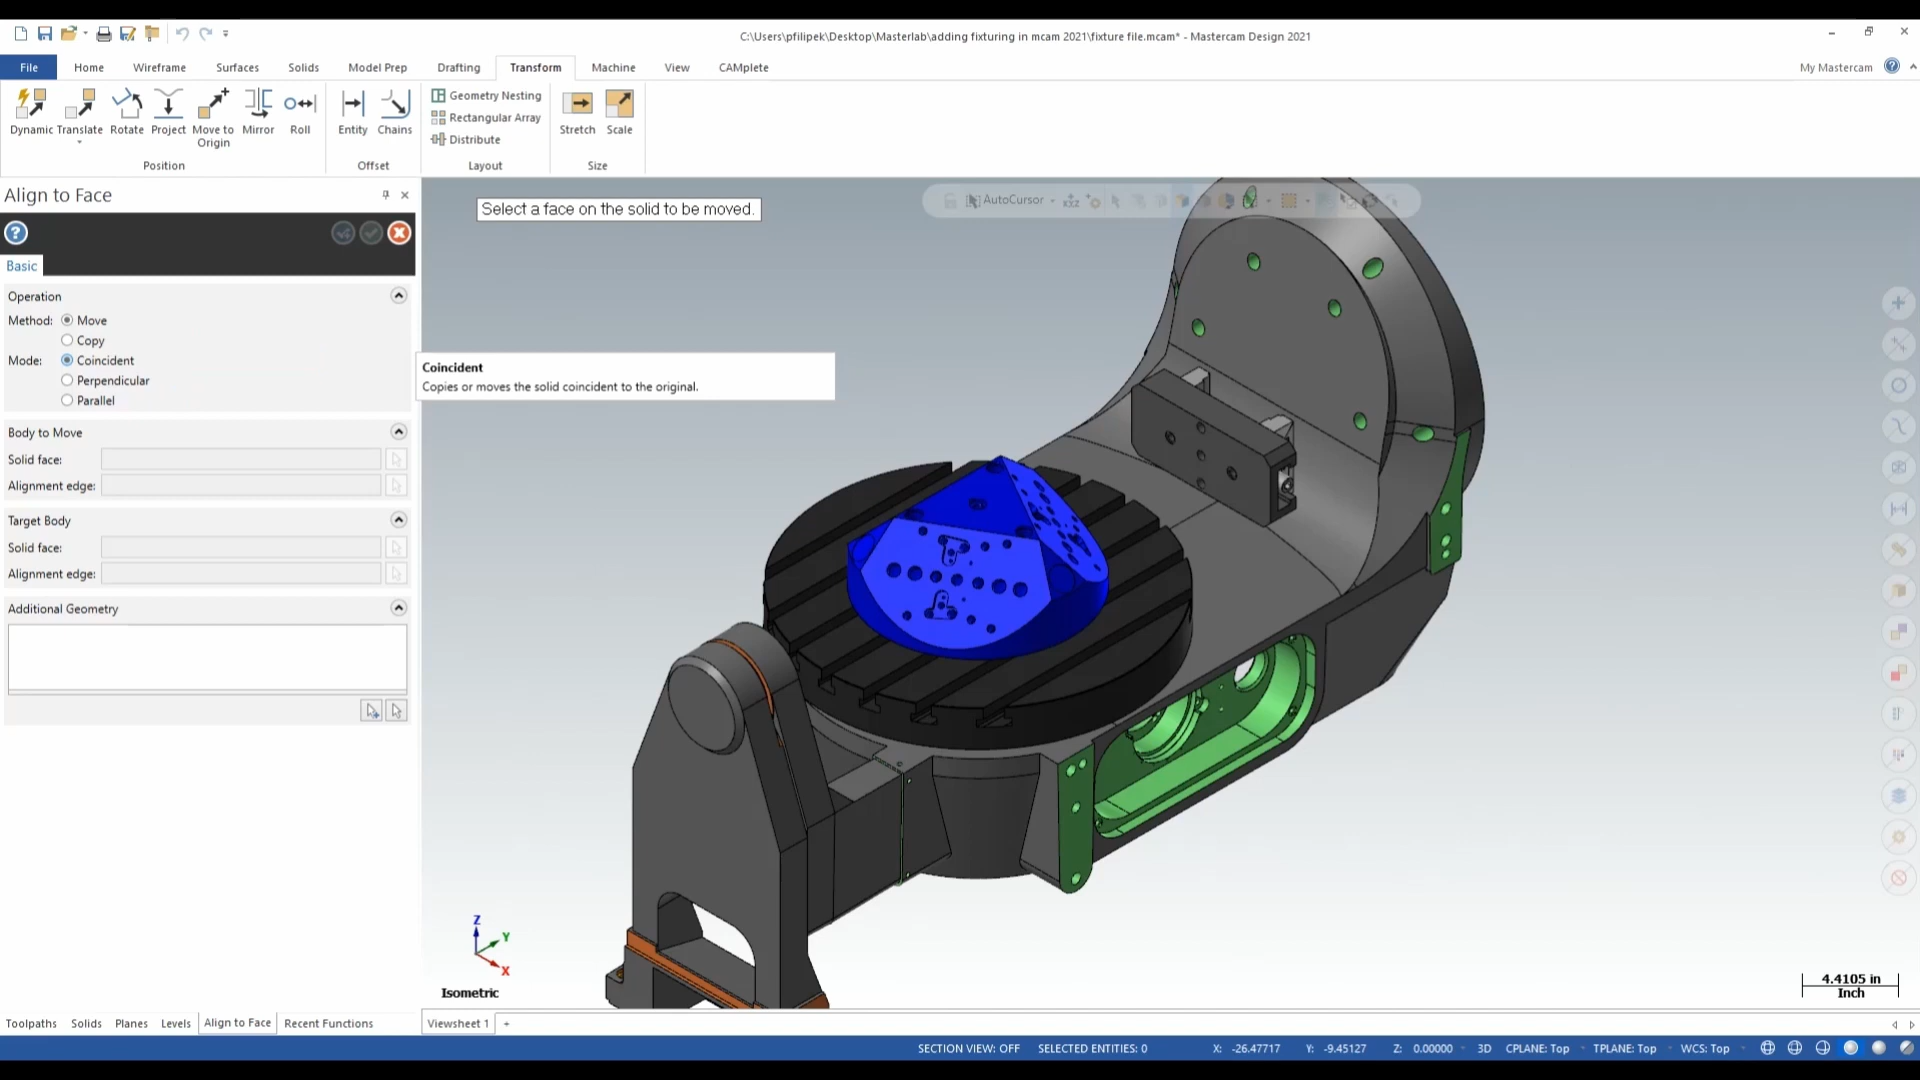 C:\Users\pfilipek\Desktop\Masterlab\adding fixturing in mcam 2021\fixture file.mcam* - Mastercam Design 2021
File Home Wireframe Surfaces Solids Model Prep Drafting Transform Machine View CAMplete My Mastercam
Dynamic Translate Rotate Project Move to Origin Mirror Roll
Position
Entity Chains
Offset
Geometry Nesting
Rectangular Array
Distribute
Layout
Stretch Scale
Size
Align to Face
Select a face on the solid to be moved.
AutoCursor
XYZ
Basic
Operation
Method: Move
Copy
Mode: Coincident
Perpendicular
Parallel
Coincident
Copies or moves the solid coincident to the original.
Body to Move
Solid face:
Alignment edge:
Target Body
Solid face:
Alignment edge:
Additional Geometry
Z
Y
X
Isometric
4.4105 in
Inch
Toolpaths Solids Planes Levels Align to Face Recent Functions
Viewsheet 1 +
SECTION VIEW: OFF SELECTED ENTITIES: 0 X: -26.47717 Y: -9.45127 Z: 0.00000 3D CPLANE: Top TPLANE: Top WCS: Top